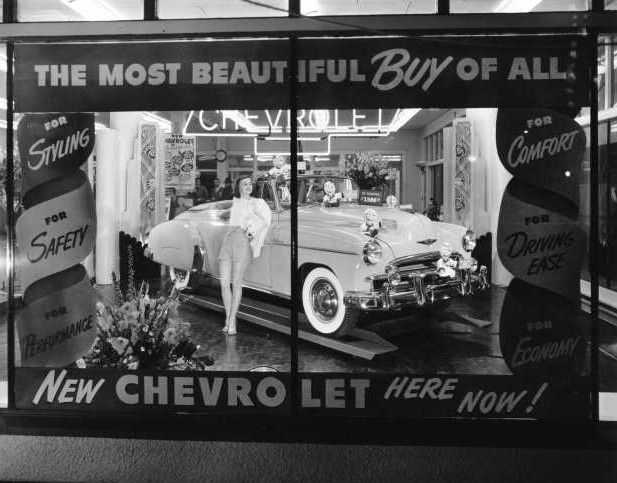 THE MOST BEAUTIFUL BUY OF ALL
CHEVROLET
FOR
STYLING
FOR
SAFETY
FOR
PERFORMANCE
FOR
COMFORT
FOR
DRIVING
EASE
FOR
ECONOMY
NEW CHEVROLET HERE NOW!